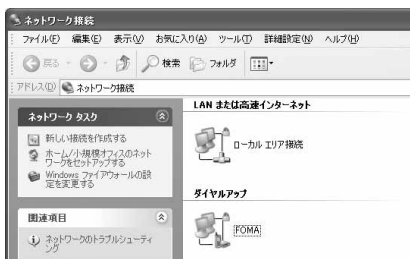 ネットワーク接続
ファイル(F) 編集(E) 表示(V) お気に入り(A) ツール(T) 詳細設定(N) ヘルプ(H)
戻る 検索 フォルダ
アドレス(D) ネットワーク接続
ネットワーク タスク
新しい接続を作成する
ホーム/小規模オフィスのネット
ワークをセットアップする
Windows ファイアウォールの設
定を変更する
関連項目
ネットワークのトラブルシューティ
ング
LAN または高速インターネット
ローカル エリア接続
ダイヤルアップ
FOMA